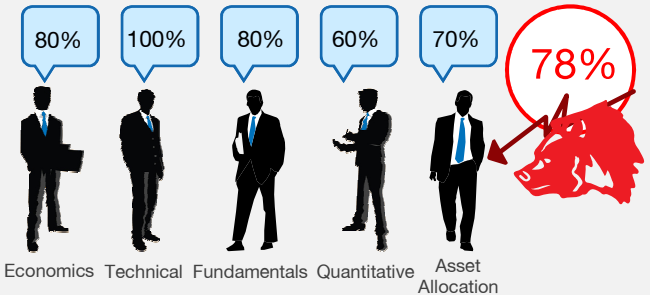 80%
100%
80%
60%
70%
78%
Economics
Technical
Fundamentals
Quantitative
Asset
Allocation